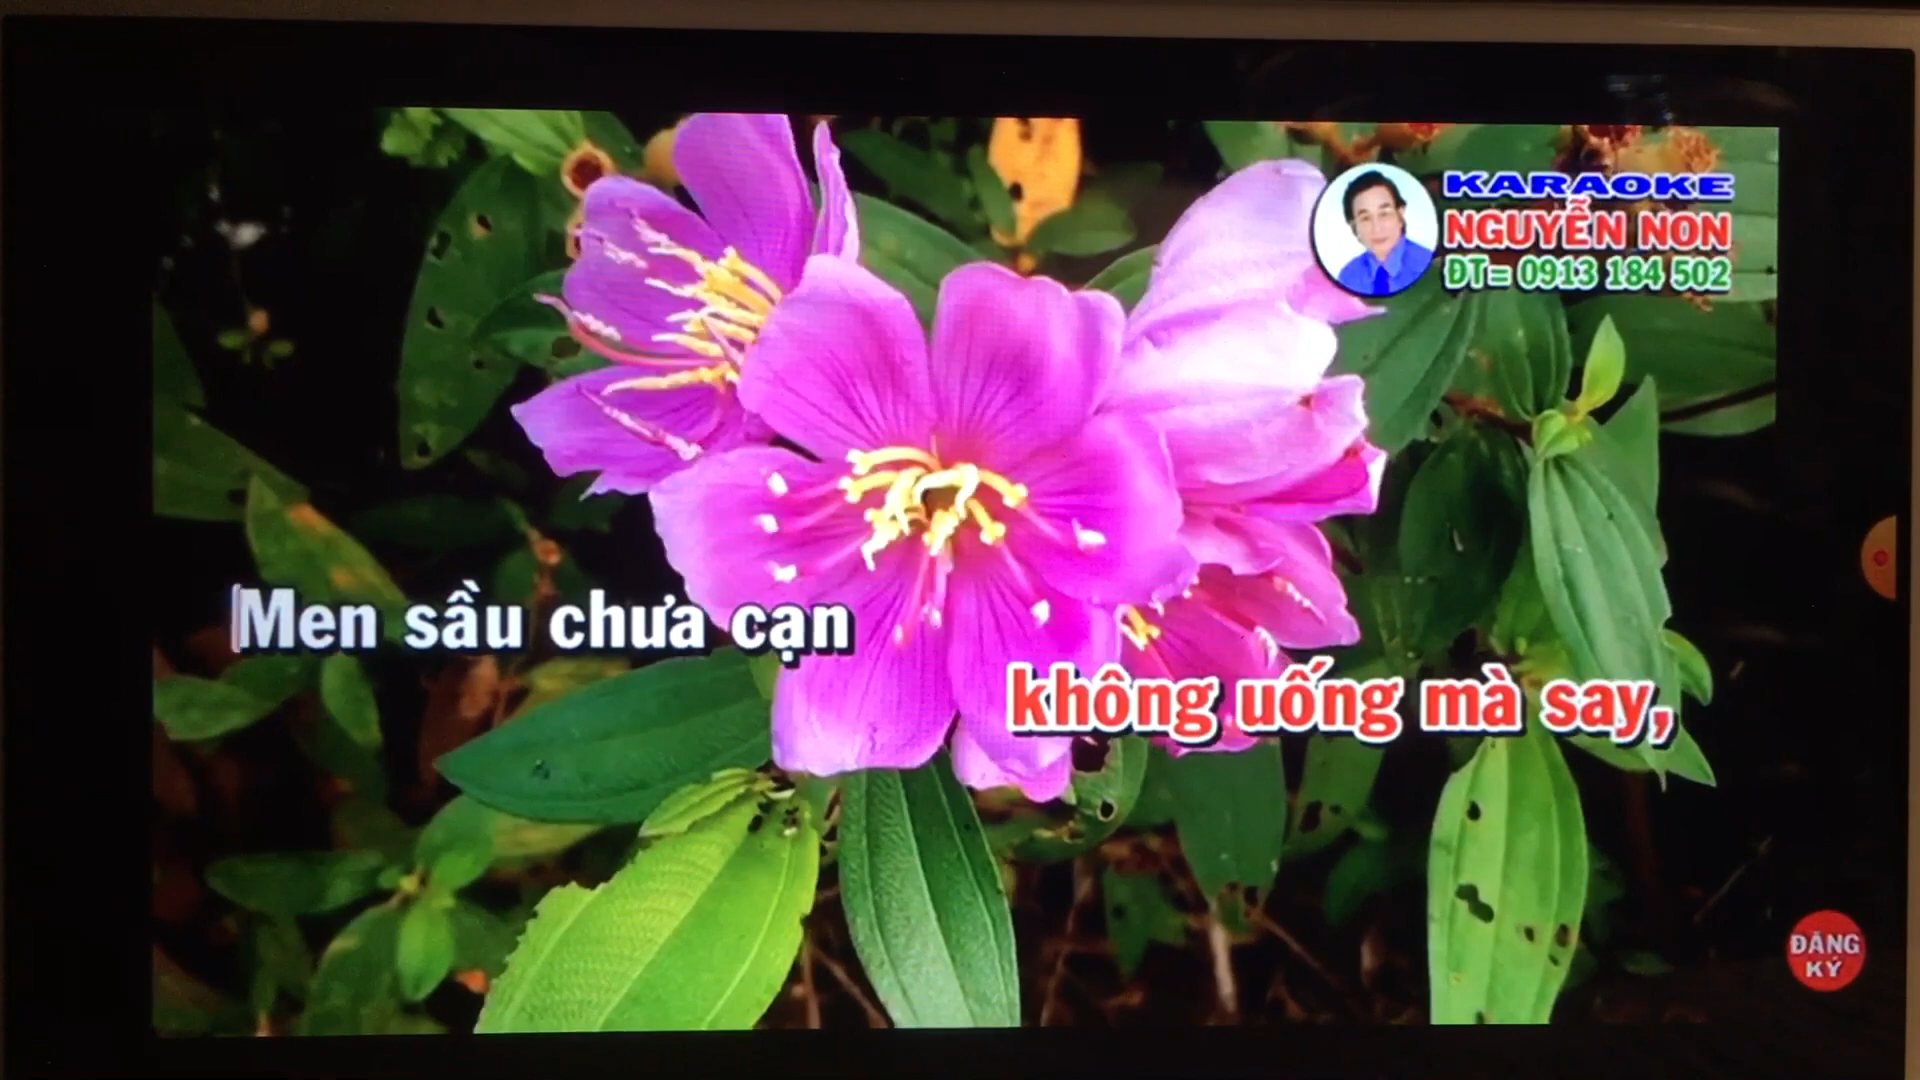 KARAOKE
NGUYỄN NON
ĐT= 0913 184 502
Men sầu chưa cạn
không uống mà say,
ĐĂNG
KÝ